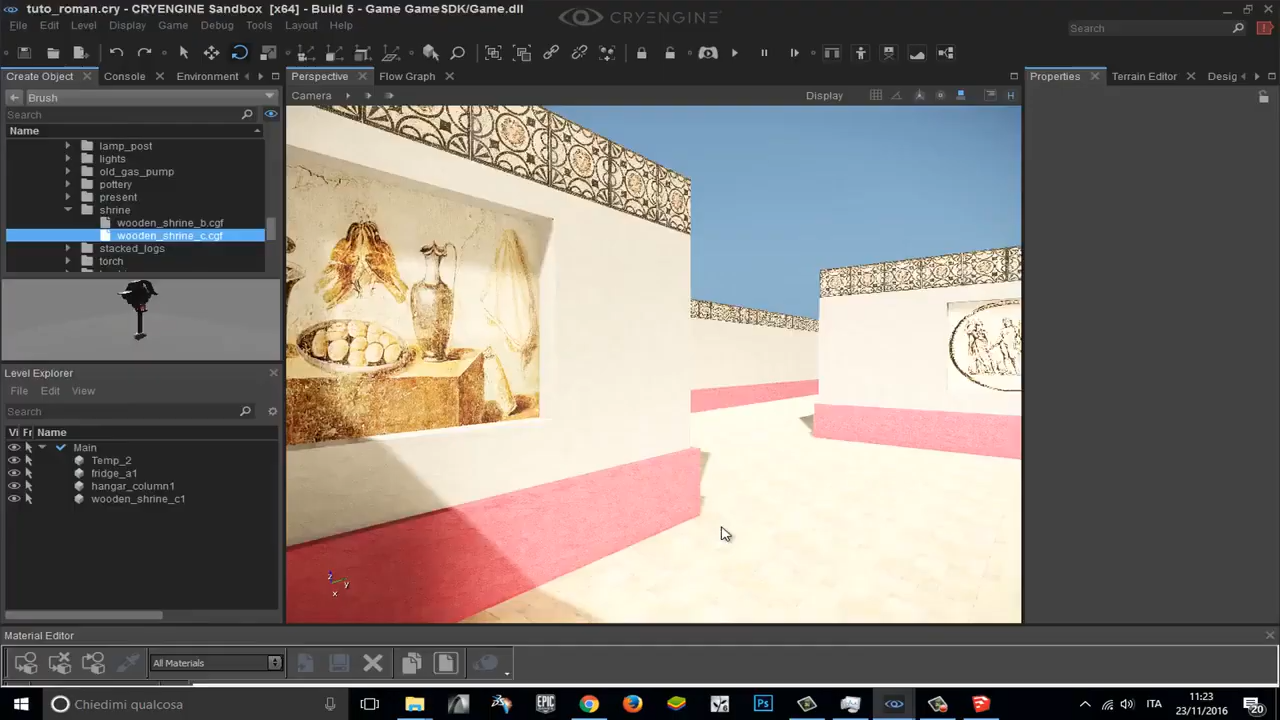 tuto_roman.cry - CRYENGINE Sandbox [x64] - Build 5 - Game GameSDK/Game.dll
CRYENGINE
File Edit Level Display Game Debug Tools Layout Help
Search
Create Object Console Environment
Perspective Flow Graph
Properties Terrain Editor Desig
Brush
Camera
Display
H
Search
Name
lamp_post
lights
old_gas_pump
pottery
present
shrine
wooden_shrine_b.cgf
wooden_shrine_c.cgf
stacked_logs
torch
Level Explorer
File Edit View
Search
Vi Fr Name
Main
Temp_2
fridge_a1
hangar_column1
wooden_shrine_c1
z
y
x
Material Editor
All Materials
Chiedimi qualcosa
EPIC
Ps
ITA
11:23
23/11/2016
20